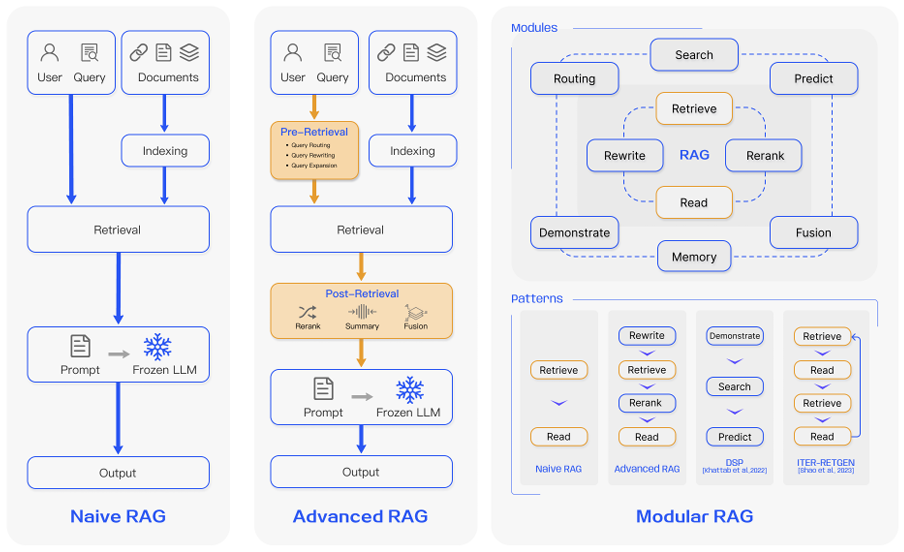 User
Query
Documents
Indexing
Retrieval
Prompt
Frozen LLM
Output
Naive RAG
User
Query
Documents
Pre-Retrieval
• Query Routing
• Query Rewriting
• Query Expansion
Indexing
Retrieval
Post-Retrieval
Rerank
Summary
Fusion
Prompt
Frozen LLM
Output
Advanced RAG
Modules
Search
Routing
Predict
Retrieve
Rewrite
RAG
Rerank
Read
Demonstrate
Fusion
Memory
Patterns
Retrieve
Read
Naive RAG
Rewrite
Retrieve
Rerank
Read
Advanced RAG
Demonstrate
Search
Predict
DSP
[Khattab et al., 2022]
Retrieve
Read
Retrieve
Read
ITER-RETGEN
[Shao et al., 2023]
Modular RAG